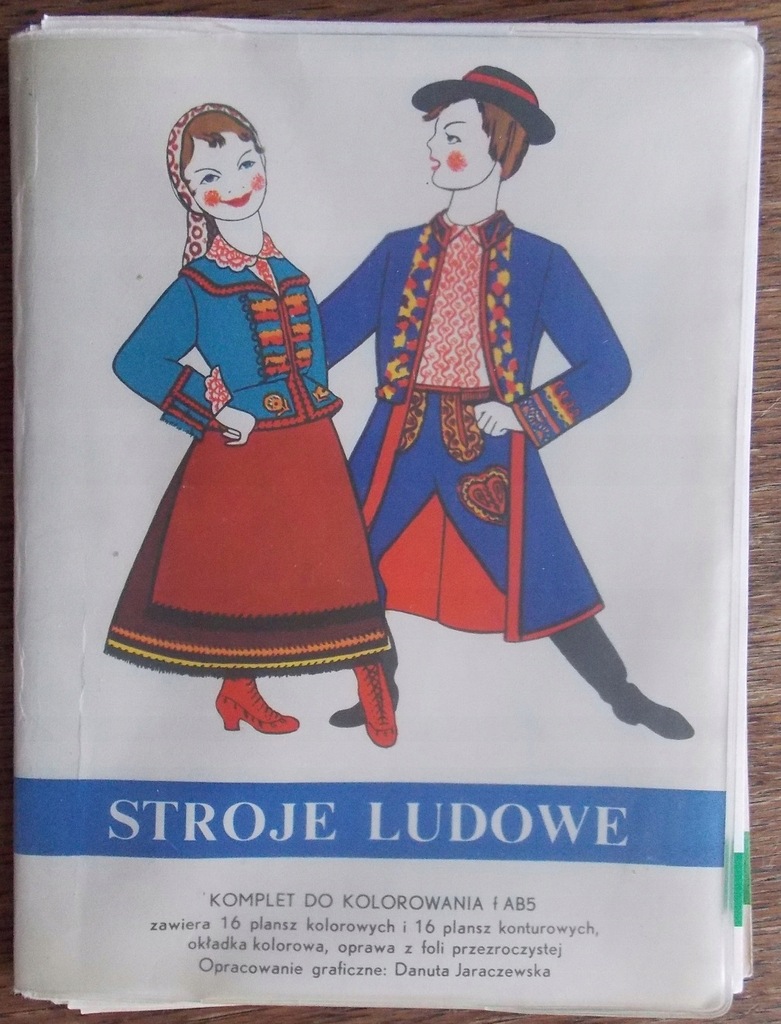 STROJE LUDOWE
KOMPLET DO KOLOROWANIA f AB5
zawiera 16 plansz kolorowych i 16 plansz konturowych,
okładka kolorowa, oprawa z foli przezroczystej
Opracowanie graficzne: Danuta Jaraczewska